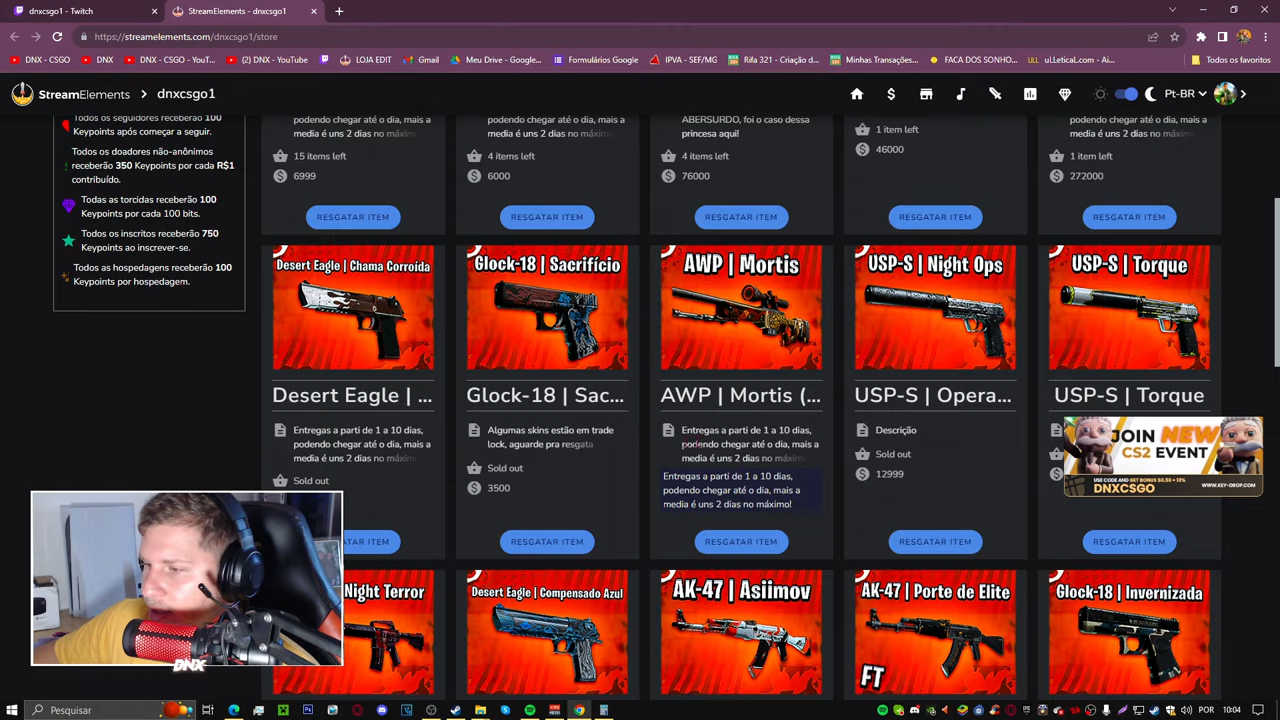 dnxcsgo1 - Twitch
StreamElements - dnxcsgo1
https://streamelements.com/dnxcsgo1/store
DNX - CSGO
DNX
DNX - CSGO - YouT...
(2) DNX - YouTube
LOJA EDIT
Gmail
Meu Drive - Google...
Formulários Google
IPVA - SEF/MG
Rifa 321 - Criação d...
Minhas Transações...
FACA DOS SONHO...
uLLeticaL.com - Ai...
Todos os favoritos
StreamElements
dnxcsgo1
Pt-BR
Todos os seguidores receberão 100
Keypoints após começar a seguir.
Todos os doadores não-anônimos
receberão 350 Keypoints por cada R$1
contribuído.
Todas as torcidas receberão 100
Keypoints por cada 100 bits.
Todos os inscritos receberão 750
Keypoints ao inscrever-se.
Todos as hospedagens receberão 100
Keypoints por hospedagem.
podendo chegar até o dia, mais a
media é uns 2 dias no máximo
15 items left
6999
RESGATAR ITEM
podendo chegar até o dia, mais a
media é uns 2 dias no máximo
4 items left
6000
RESGATAR ITEM
ABERSURDO, foi o caso dessa
princesa aqui!
4 items left
76000
RESGATAR ITEM
1 item left
46000
RESGATAR ITEM
podendo chegar até o dia, mais a
media é uns 2 dias no máximo
1 item left
272000
RESGATAR ITEM
Desert Eagle | Chama Corroída
Desert Eagle | ...
Entregas a parti de 1 a 10 dias,
podendo chegar até o dia, mais a
media é uns 2 dias no máximo
Sold out
ITEM
Glock-18 | Sacrifício
Glock-18 | Sac...
Algumas skins estão em trade
lock, aguarde pra resgata
Sold out
3500
RESGATAR ITEM
AWP | Mortis
AWP | Mortis (...
Entregas a parti de 1 a 10 dias,
podendo chegar até o dia, mais a
media é uns 2 dias no máximo
Entregas a parti de 1 a 10 dias,
podendo chegar até o dia, mais a
media é uns 2 dias no máximo!
RESGATAR ITEM
USP-S | Night Ops
USP-S | Opera...
Descrição
Sold out
12999
RESGATAR ITEM
USP-S | Torque
USP-S | Torque
RESGATAR ITEM
JOIN NEW
CS2 EVENT
USE CODE AND GET BONUS $0.50 + 10%
DNXCSGO
WWW.KEY-DROP.COM
Night Terror
Desert Eagle | Compensado Azul
AK-47 | Asiimov
AK-47 | Porte de Elite
FT
Glock-18 | Invernizada
DNX
Pesquisar
POR
10:04